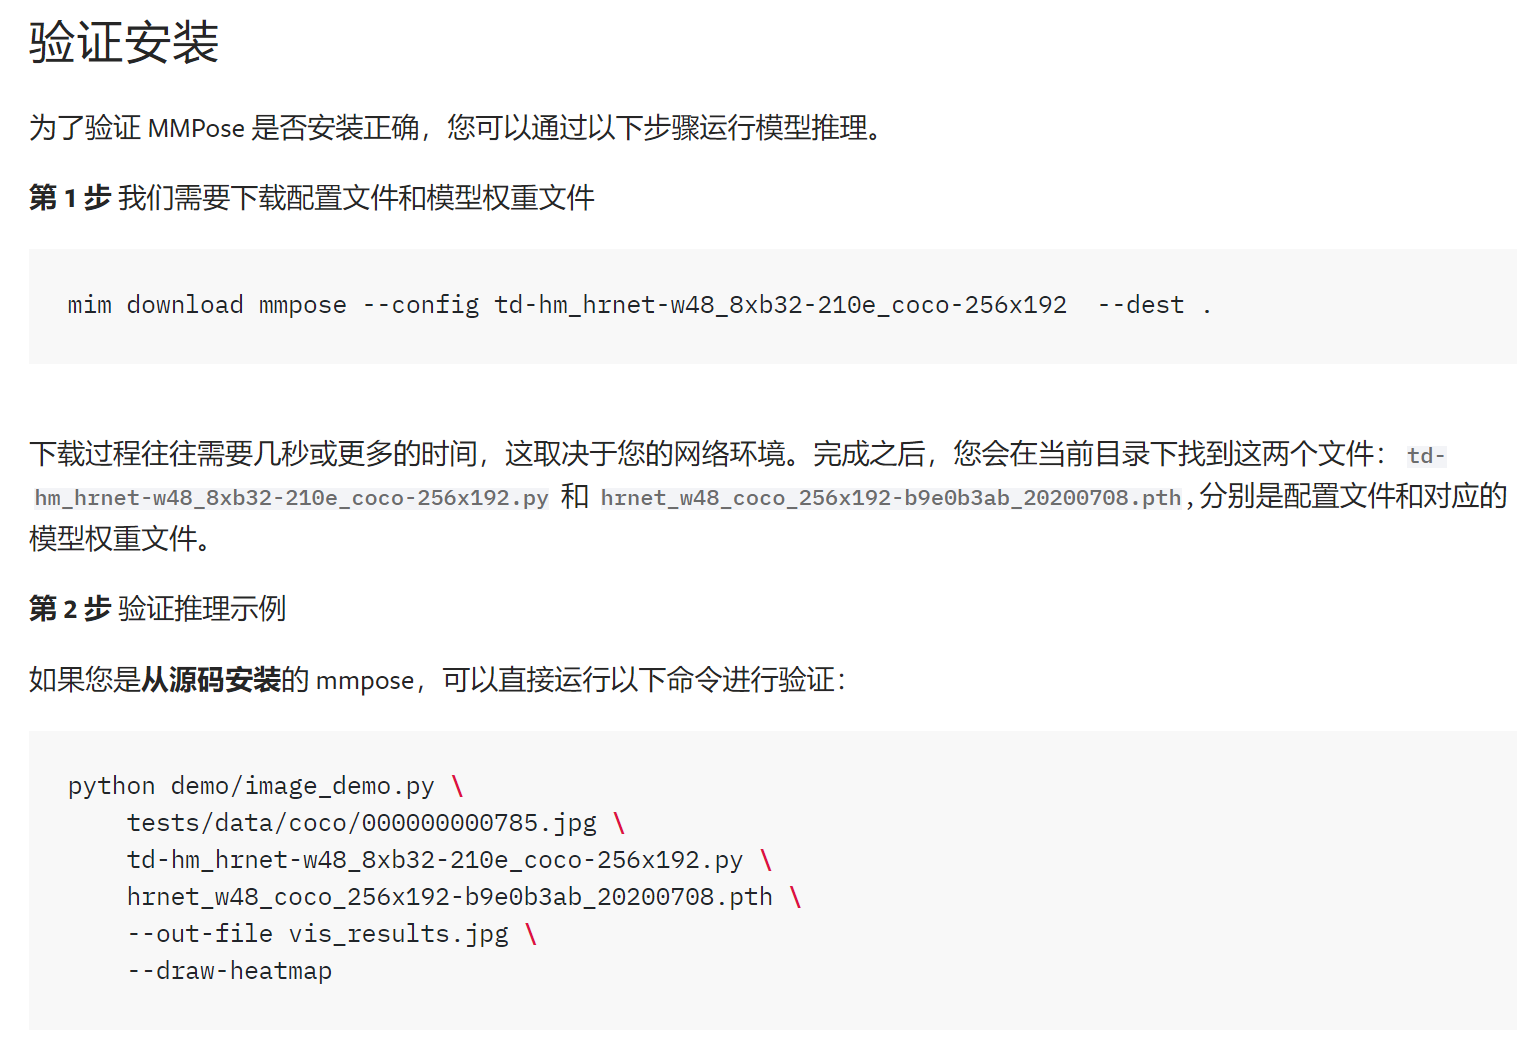 验证安装
为了验证 MMPose 是否安装正确，您可以通过以下步骤运行模型推理。
第 1 步 我们需要下载配置文件和模型权重文件
mim download mmpose --config td-hm_hrnet-w48_8xb32-210e_coco-256x192  --dest .
下载过程往往需要几秒或更多的时间，这取决于您的网络环境。完成之后，您会在当前目录下找到这两个文件： td-
hm_hrnet-w48_8xb32-210e_coco-256x192.py 和 hrnet_w48_coco_256x192-b9e0b3ab_20200708.pth, 分别是配置文件和对应的
模型权重文件。
第 2 步 验证推理示例
如果您是从源码安装的 mmpose，可以直接运行以下命令进行验证：
python demo/image_demo.py \
    tests/data/coco/000000000785.jpg \
    td-hm_hrnet-w48_8xb32-210e_coco-256x192.py \
    hrnet_w48_coco_256x192-b9e0b3ab_20200708.pth \
    --out-file vis_results.jpg \
    --draw-heatmap